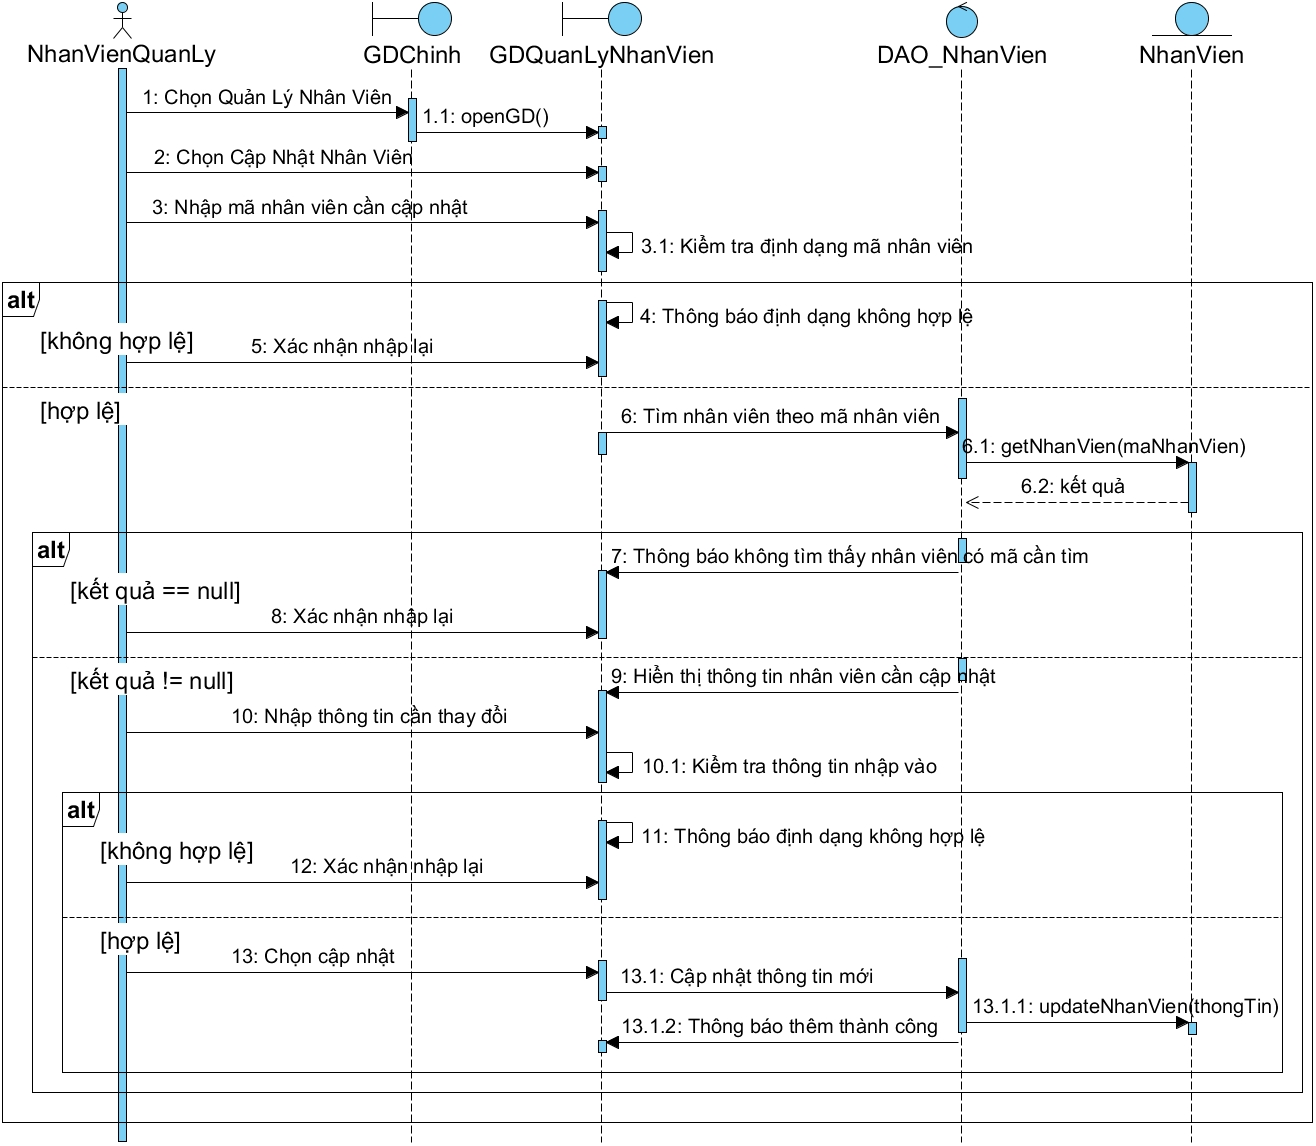 NhanVienQuanLy
GDChinh
GDQuanLyNhanVien
DAO_NhanVien
NhanVien
1: Chọn Quản Lý Nhân Viên
1.1: openGD()
2: Chọn Cập Nhật Nhân Viên
3: Nhập mã nhân viên cần cập nhật
3.1: Kiểm tra định dạng mã nhân viên
alt
4: Thông báo định dạng không hợp lệ
[không hợp lệ]
5: Xác nhận nhập lại
[hợp lệ]
6: Tìm nhân viên theo mã nhân viên
6.1: getNhanVien(maNhanVien)
6.2: kết quả
alt
7: Thông báo không tìm thấy nhân viên có mã cần tìm
[kết quả == null]
8: Xác nhận nhập lại
[kết quả != null]
9: Hiển thị thông tin nhân viên cần cập nhật
10: Nhập thông tin cần thay đổi
10.1: Kiểm tra thông tin nhập vào
alt
11: Thông báo định dạng không hợp lệ
[không hợp lệ]
12: Xác nhận nhập lại
[hợp lệ]
13: Chọn cập nhật
13.1: Cập nhật thông tin mới
13.1.1: updateNhanVien(thongTin)
13.1.2: Thông báo thêm thành công